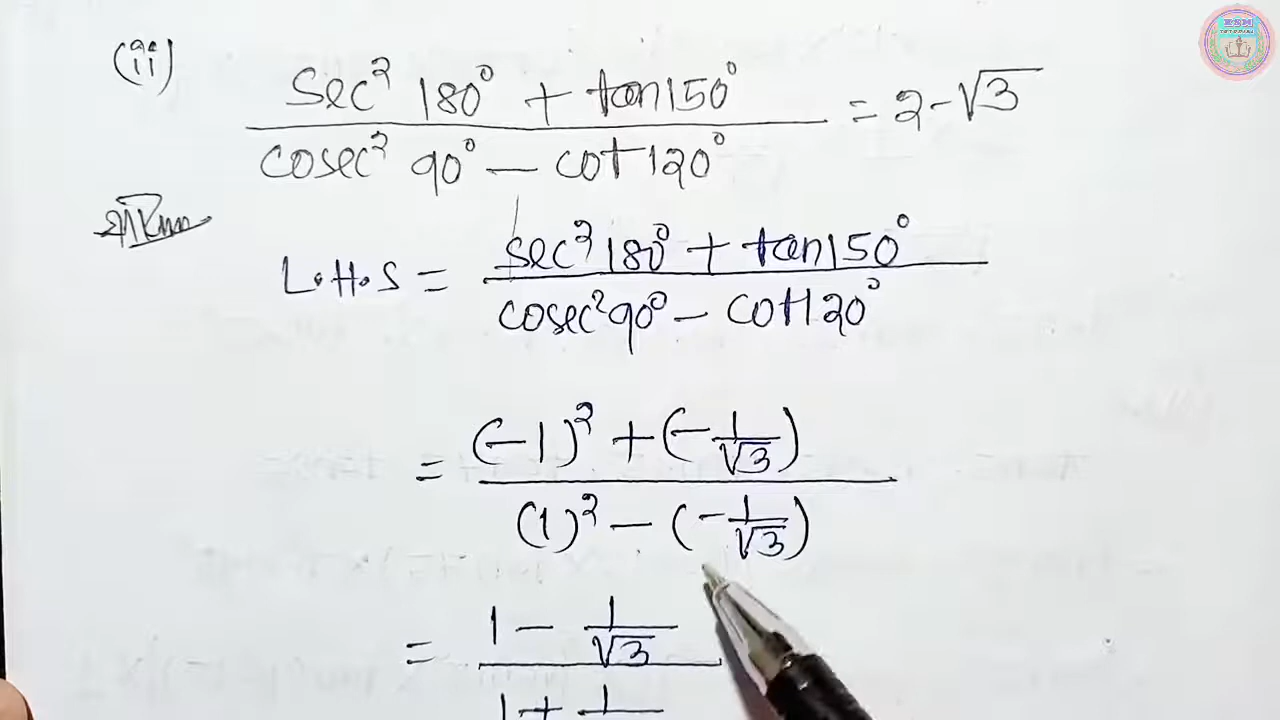 (ii)
sec² 180° + tan150°
cosec² 90° – cot120°
= 2-√3
L.H.S = sec² 180° + tan150°
cosec² 90° – cot120°
= (-1)² + (-1/√3)
(1)² – (-1/√3)
= 1 – 1/√3
1 + 1